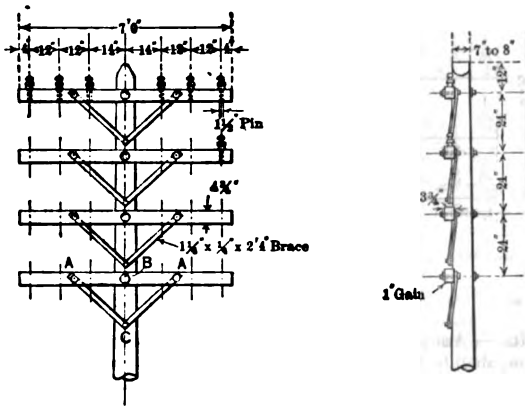 7'6"
4" 12" 12" 14" 14" 12" 12" 4"
1½" Pin
4¾"
1¼" x ¼" x 2'4" Brace
A B A
C
7" to 8"
12"
24"
24"
3¾"
24"
1" Gain